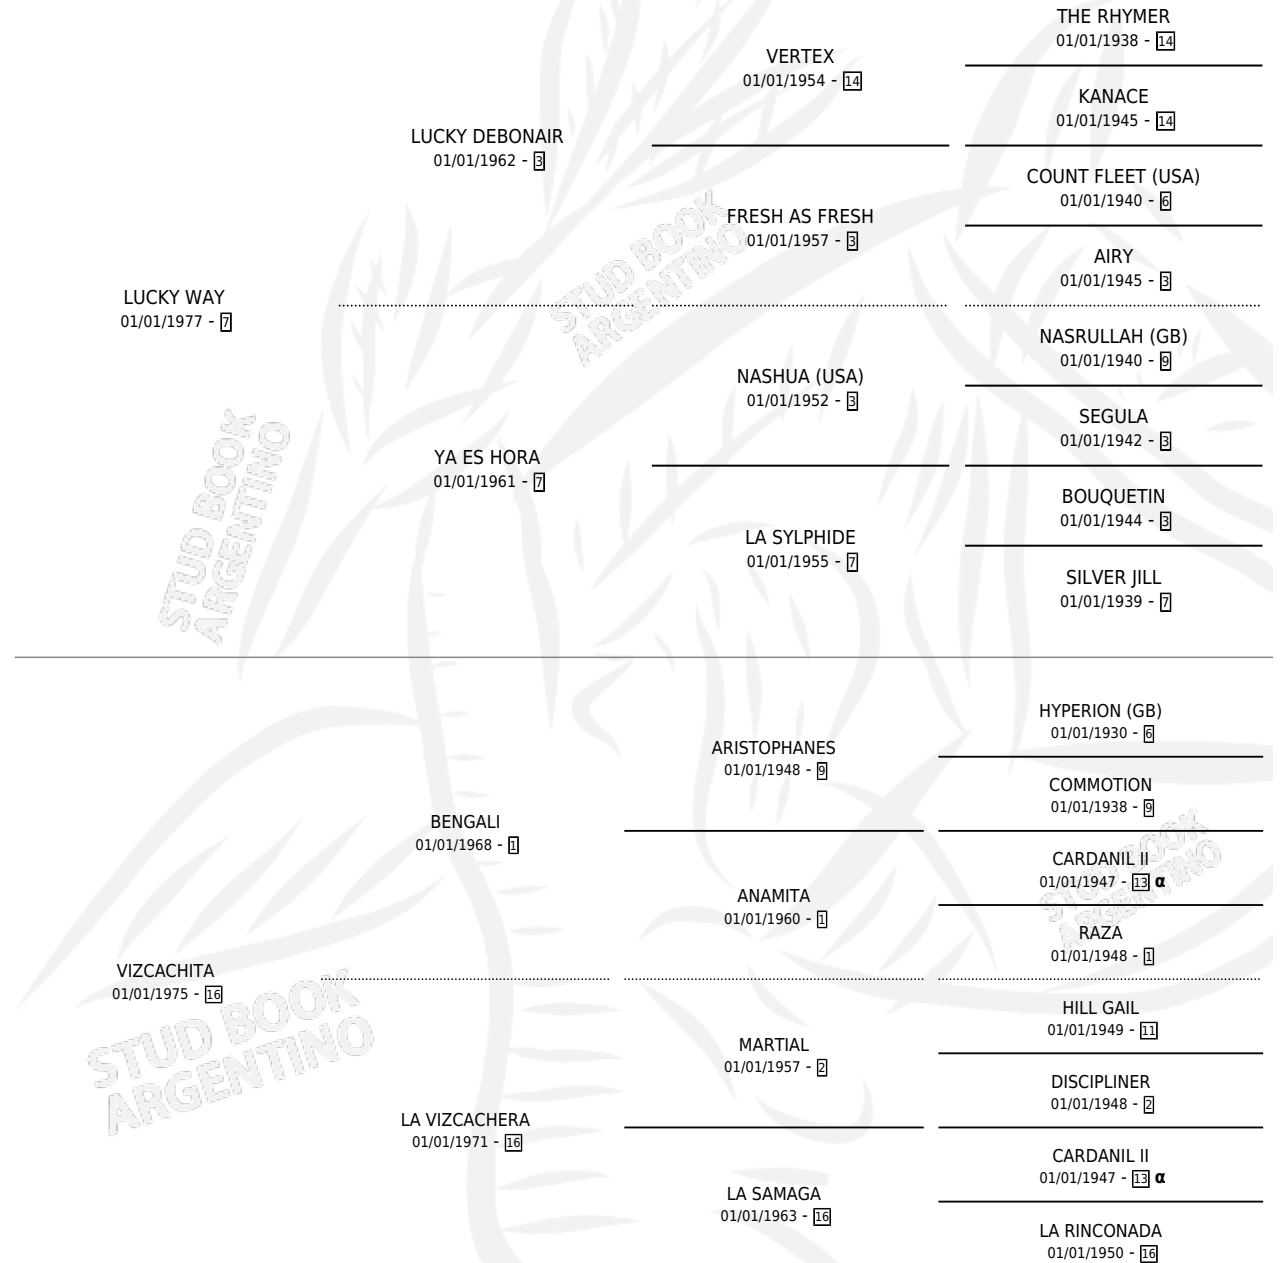 THE RHYMER
01/01/1938 - 14
VERTEX
01/01/1954 - 14
KANACE
01/01/1945 - 14
LUCKY DEBONAIR
01/01/1962 - 3
COUNT FLEET (USA)
01/01/1940 - 6
FRESH AS FRESH
01/01/1957 - 3
AIRY
01/01/1945 - 3
LUCKY WAY
01/01/1977 - 7
NASRULLAH (GB)
01/01/1940 - 9
NASHUA (USA)
01/01/1952 - 3
SEGULA
01/01/1942 - 3
YA ES HORA
01/01/1961 - 7
BOUQUETIN
01/01/1944 - 3
LA SYLPHIDE
01/01/1955 - 7
SILVER JILL
01/01/1939 - 7
HYPERION (GB)
01/01/1930 - 6
ARISTOPHANES
01/01/1948 - 9
COMMOTION
01/01/1938 - 9
BENGALI
01/01/1968 - 1
CARDANIL II
01/01/1947 - 13 α
ANAMITA
01/01/1960 - 1
RAZA
01/01/1948 - 1
VIZCACHITA
01/01/1975 - 16
HILL GAIL
01/01/1949 - 11
MARTIAL
01/01/1957 - 2
DISCIPLINER
01/01/1948 - 2
LA VIZCACHERA
01/01/1971 - 16
CARDANIL II
01/01/1947 - 13 α
LA SAMAGA
01/01/1963 - 16
LA RINCONADA
01/01/1950 - 16
STUD BOOK
ARGENTINO
STUD BOOK
ARGENTINO
STUD BOOK
ARGENTINO
STUD BOOK
ARGENTINO